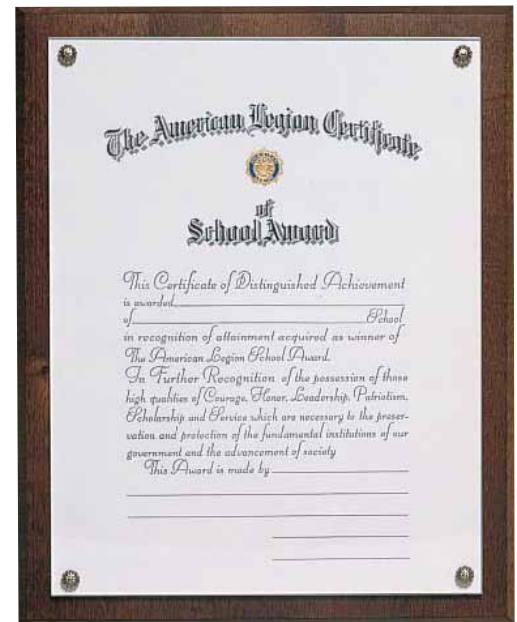 The American Legion Certificate
of
School Award
This Certificate of Distinguished Achievement
is awarded
of School
in recognition of attainment acquired as winner of
The American Legion School Award.
In Further Recognition of the possession of those
high qualities of Courage, Honor, Leadership, Patriotism,
Scholarship and Service which are necessary to the preser-
vation and protection of the fundamental institutions of our
government and the advancement of society
This Award is made by